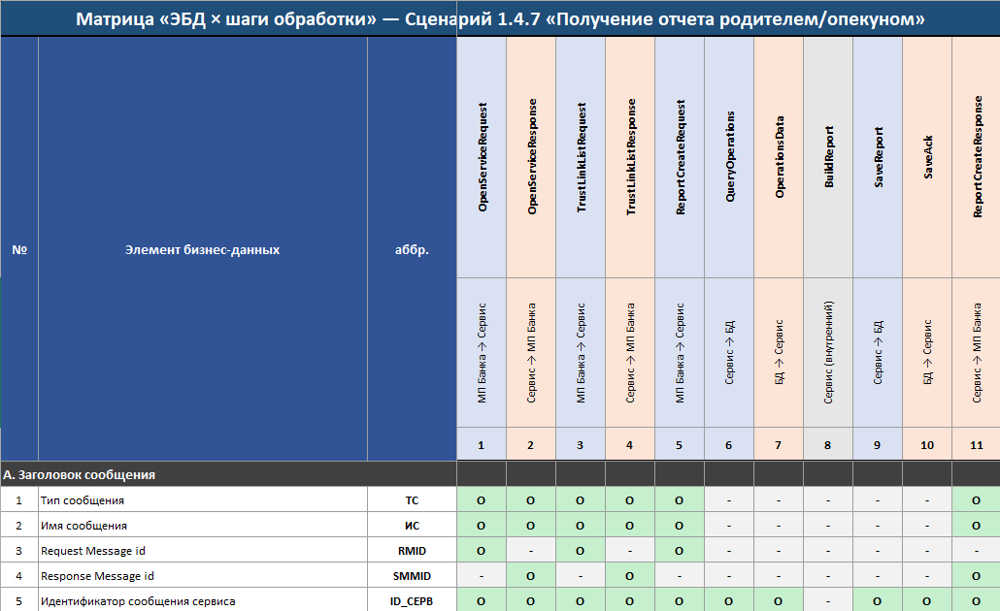 Матрица «ЭБД × шаги обработки» — Сценарий 1.4.7 «Получение отчета родителем/опекуном»
№ Элемент бизнес-данных аббр. OpenServiceRequest OpenServiceResponse TrustLinkListRequest TrustLinkListResponse ReportCreateRequest QueryOperations OperationsData BuildReport SaveReport SaveAck ReportCreateResponse
МП Банка → Сервис Сервис → МП Банка МП Банка → Сервис Сервис → МП Банка МП Банка → Сервис Сервис → БД БД → Сервис Сервис (внутренний) Сервис → БД БД → Сервис Сервис → МП Банка
1 2 3 4 5 6 7 8 9 10 11
А. Заголовок сообщения
1 Тип сообщения ТС О О О О О - - - - - О
2 Имя сообщения ИС О О О О О - - - - - О
3 Request Message id RMID О - О - О - - - - - -
4 Response Message id SMMID - О - О - - - - - - О
5 Идентификатор сообщения сервиса ID_СЕРВ О О О О О О О - О О О